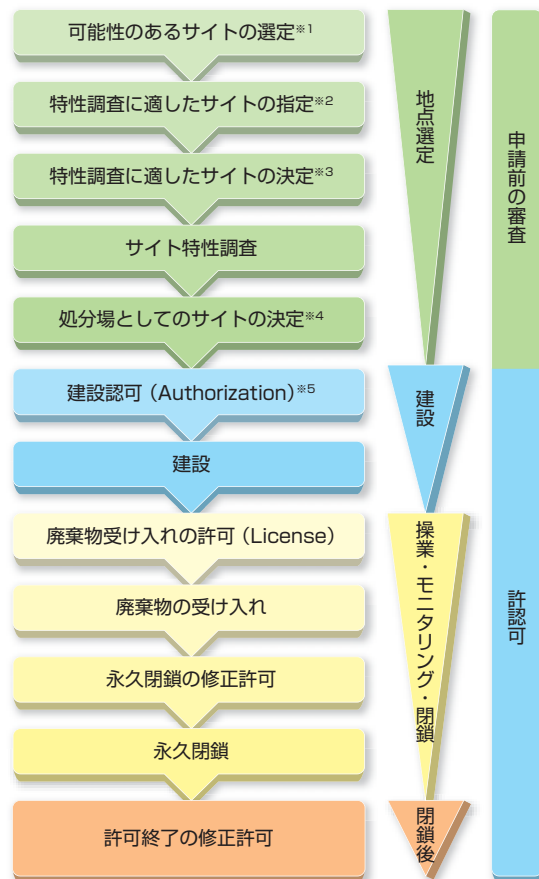 可能性のあるサイトの選定※1
特性調査に適したサイトの指定※2
特性調査に適したサイトの決定※3
サイト特性調査
処分場としてのサイトの決定※4
建設認可（Authorization）※5
建設
廃棄物受け入れの許可（License）
廃棄物の受け入れ
永久閉鎖の修正許可
永久閉鎖
許可終了の修正許可
地点選定
建設
操業・モニタリング・閉鎖
閉鎖後
申請前の審査
許認可